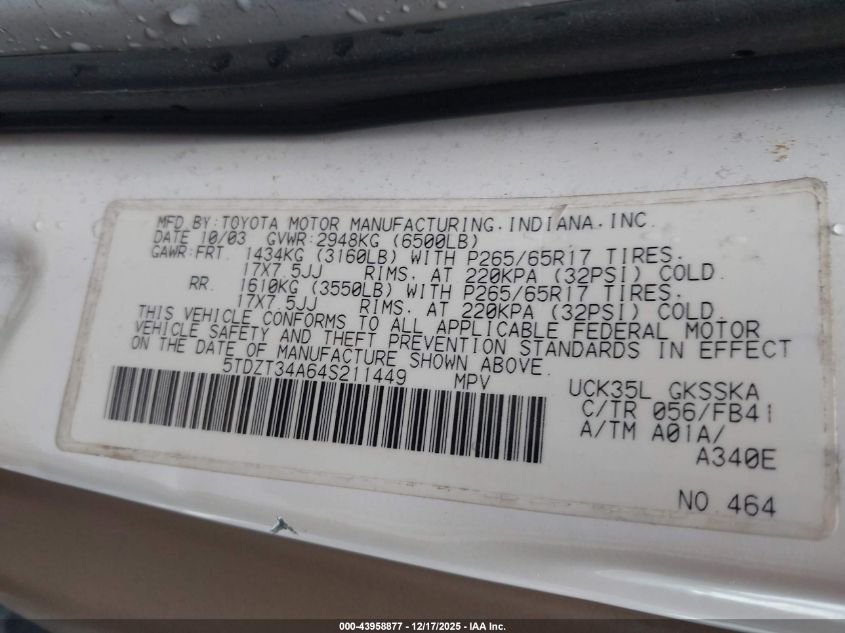 MFD.BY:TOYOTA MOTOR MANUFACTURING.INDIANA.INC.
DATE 10/03 GVWR:2948KG (6500LB)
GAWR:FRT. 1434KG (3160LB) WITH P265/65R17 TIRES.
17X7.5JJ RIMS. AT 220KPA (32PSI) COLD.
RR. 1610KG (3550LB) WITH P265/65R17 TIRES.
17X7.5JJ RIMS. AT 220KPA (32PSI) COLD.
THIS VEHICLE CONFORMS TO ALL APPLICABLE FEDERAL MOTOR
VEHICLE SAFETY AND THEFT PREVENTION STANDARDS IN EFFECT
ON THE DATE OF MANUFACTURE SHOWN ABOVE.
5TDZT34A64S211449 MPV
UCK35L GKSSKA
C/TR 056/FB41
A/TM A01A/
A340E
NO.464
000-43958877 - 12/17/2025 - IAA Inc.